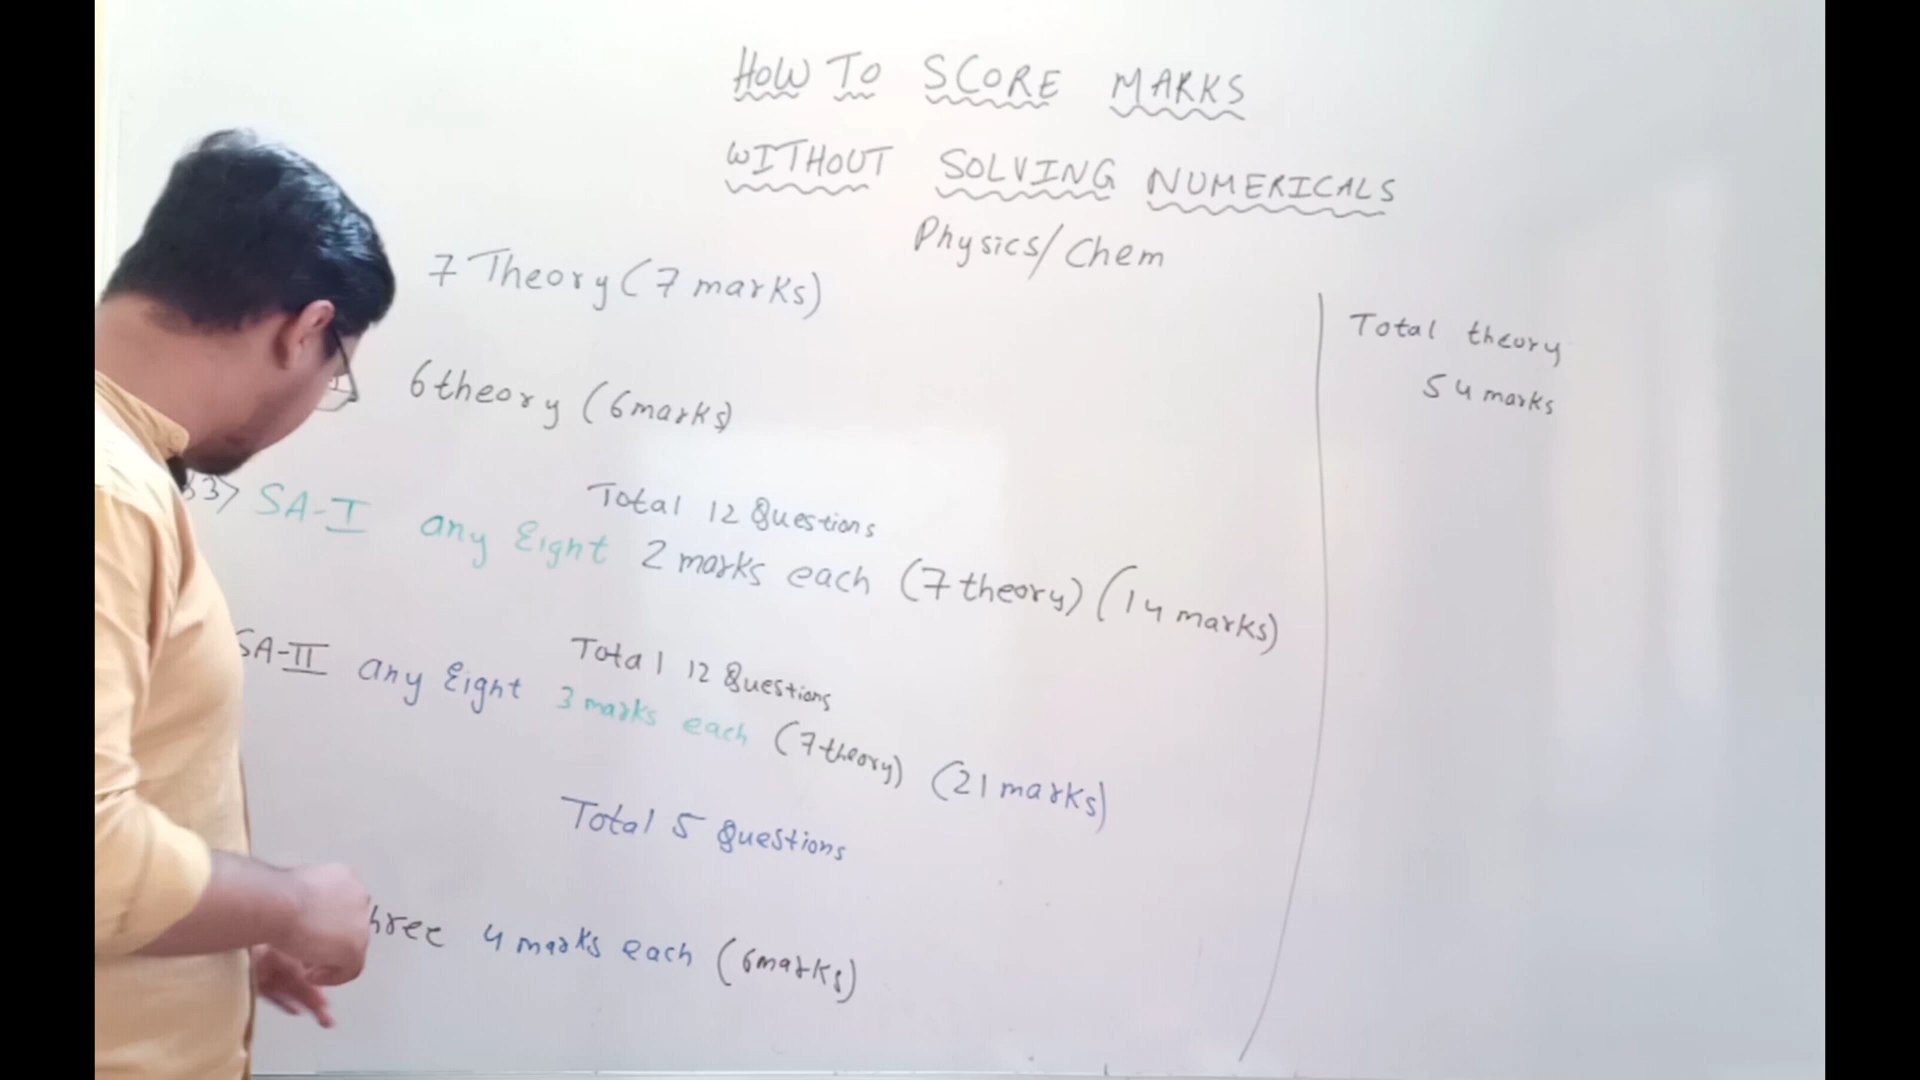 HOW TO SCORE MARKS
WITHOUT SOLVING NUMERICALS
Physics/Chem
7 Theory (7 marks)
6 theory (6 marks)
Total 12 Questions
3) SA-I any Eight 2 marks each (7 theory) (14 marks)
Total 12 Questions
SA-II any Eight 3 marks each (7 theory) (21 marks)
Total 5 Questions
hree 4 marks each (6 marks)
Total theory
54 marks